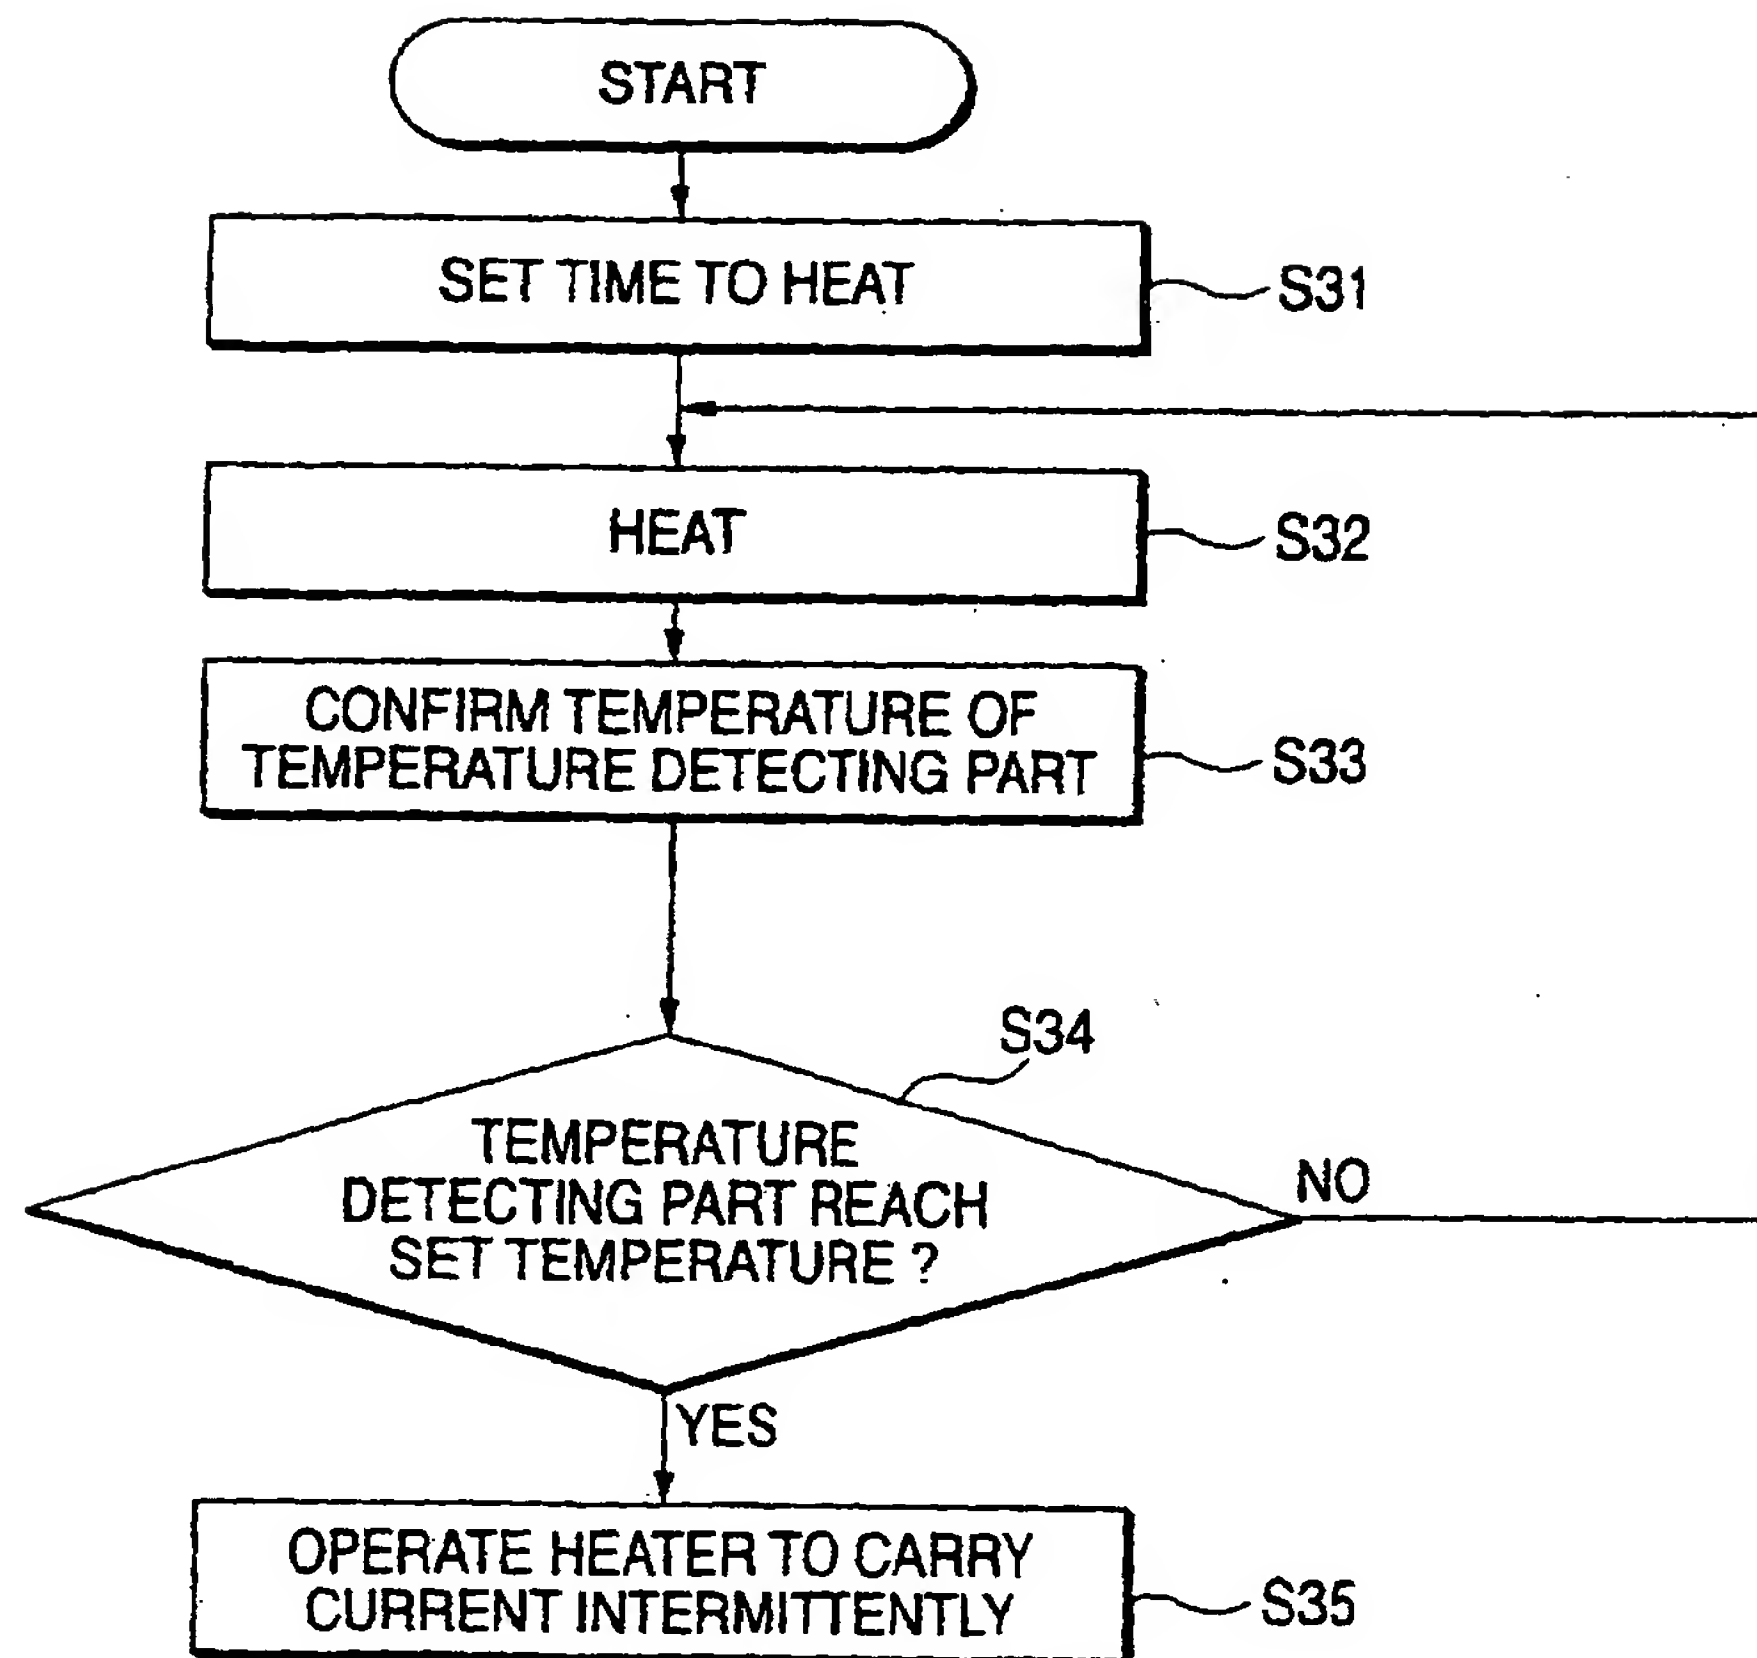 START
SET TIME TO HEAT
S31
HEAT
S32
CONFIRM TEMPERATURE OF
TEMPERATURE DETECTING PART
S33
S34
TEMPERATURE
DETECTING PART REACH
SET TEMPERATURE ?
NO
YES
OPERATE HEATER TO CARRY
CURRENT INTERMITTENTLY
S35